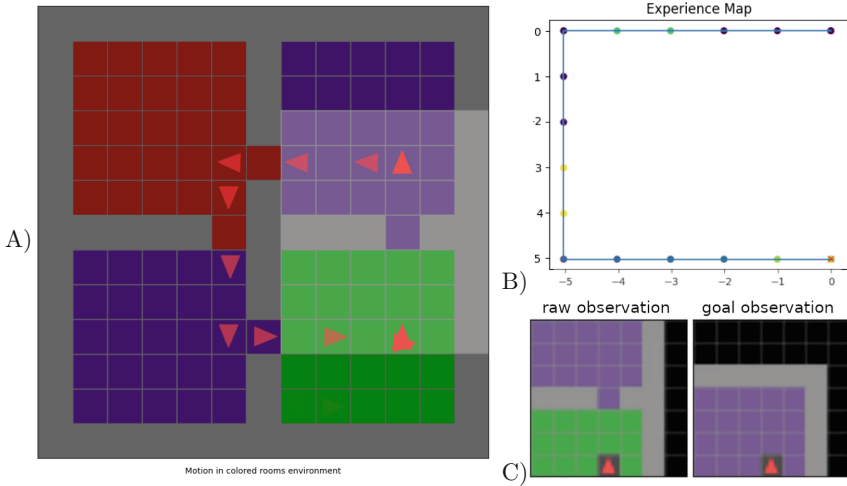 A)
Motion in colored rooms environment
Experience Map
0
1
2
3
4
5
−5
−4
−3
−2
−1
0
B)
raw observation
goal observation
C)